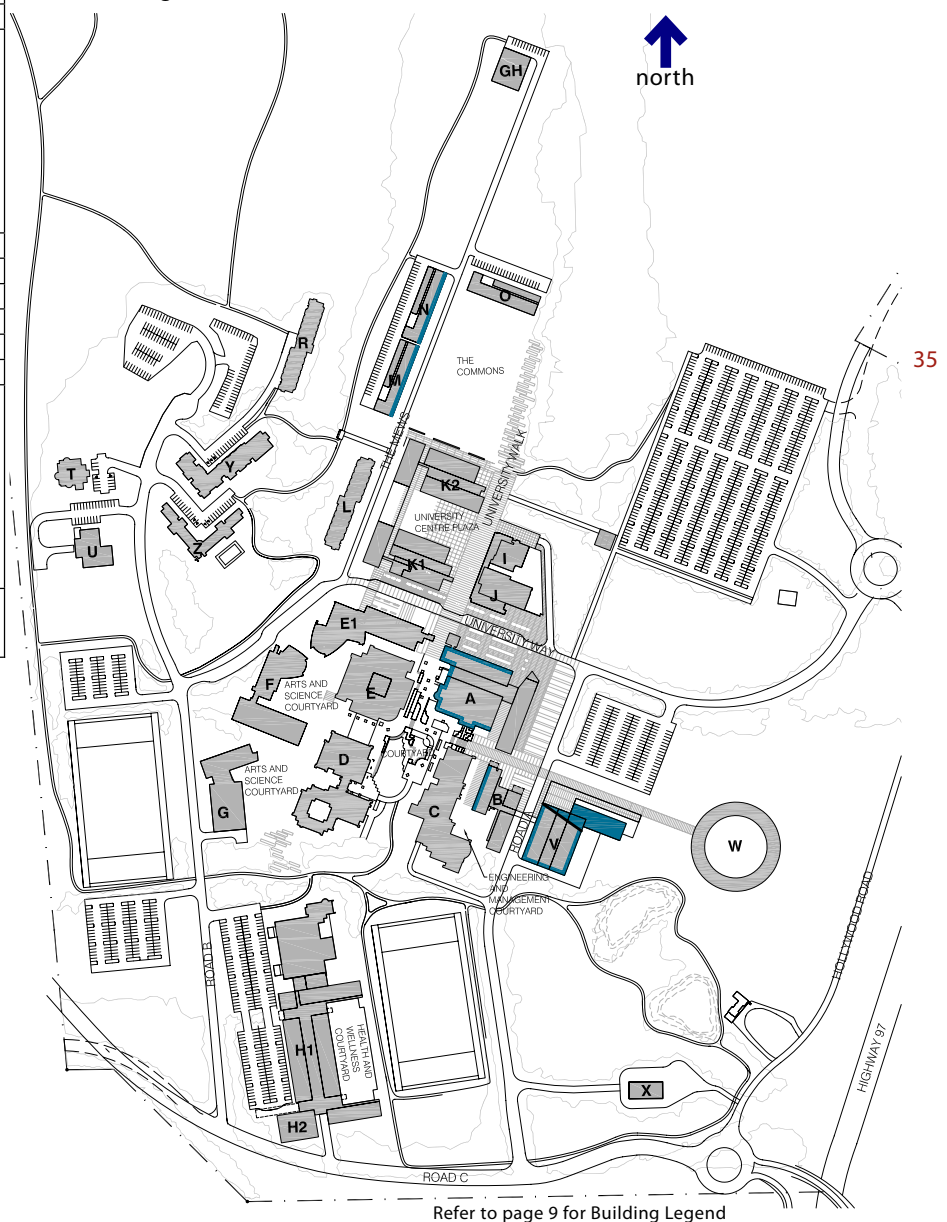 GH
north
N
O
R
35
THE
COMMONS
M
THE MEWS
UNIVERSITY WALK
Y
T
K2
L
UNIVERSITY
CENTRE PLAZA
Z
U
I
K1
J
E1
UNIVERSITY WAY
F
ARTS AND
SCIENCE
COURTYARD
E
A
COURTYARD
D
ARTS AND
SCIENCE
COURTYARD
B
G
C
ROAD A
V
W
ENGINEERING
AND
MANAGEMENT
COURTYARD
HOLLYWOOD ROAD
ROAD B
HIGHWAY 97
HEALTH AND
WELLNESS
COURTYARD
H1
X
H2
ROAD C
Refer to page 9 for Building Legend